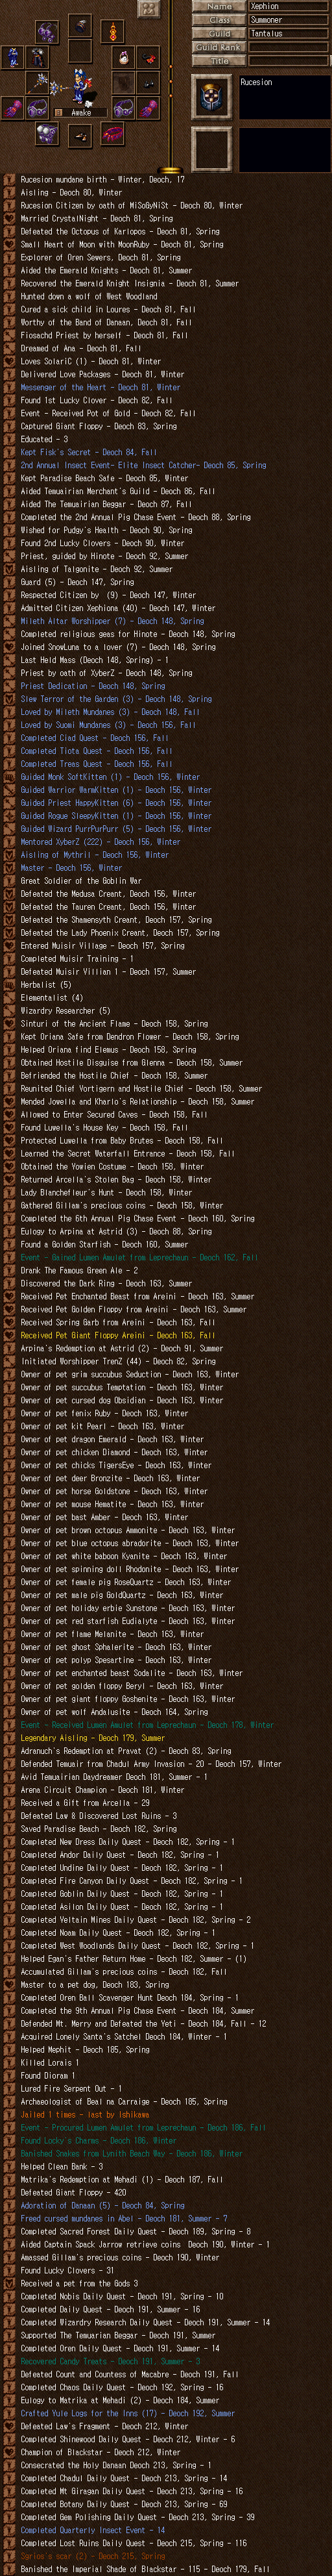 Name Xephion
Class Summoner
Guild Tantalus
Guild Rank
Title
Rucesion
Awake
Rucesion mundane birth - Winter, Deoch, 17
Aisling - Deoch 80, Winter
Rucesion Citizen by oath of MiSoGyNiSt - Deoch 80, Winter
Married CrystalNight - Deoch 81, Spring
Defeated the Octopus of Karlopos - Deoch 81, Spring
Small Heart of Moon with MoonRuby - Deoch 81, Spring
Explorer of Oren Sewers, Deoch 81, Spring
Aided the Emerald Knights - Deoch 81, Summer
Recovered the Emerald Knight Insignia - Deoch 81, Summer
Hunted down a wolf of West Woodland
Cured a sick child in Loures - Deoch 81, Fall
Worthy of the Band of Danaan, Deoch 81, Fall
Fiosachd Priest by herself - Deoch 81, Fall
Dreamed of Ana - Deoch 81, Fall
Loves SolariC (1) - Deoch 81, Winter
Delivered Love Packages - Deoch 81, Winter
Messenger of the Heart - Deoch 81, Winter
Found 1st Lucky Clover - Deoch 82, Fall
Event - Received Pot of Gold - Deoch 82, Fall
Captured Giant Floppy - Deoch 83, Spring
Educated - 3
Kept Fisk's Secret - Deoch 84, Fall
2nd Annual Insect Event- Elite Insect Catcher- Deoch 85, Spring
Kept Paradise Beach Safe - Deoch 85, Winter
Aided Temuairian Merchant's Guild - Deoch 86, Fall
Aided The Temuairian Beggar - Deoch 87, Fall
Completed the 2nd Annual Pig Chase Event - Deoch 88, Spring
Wished for Pudgy's Health - Deoch 90, Spring
Found 2nd Lucky Clovers - Deoch 90, Winter
Priest, guided by Hinote - Deoch 92, Summer
Aisling of Talgonite - Deoch 92, Summer
Guard (5) - Deoch 147, Spring
Respected Citizen by  (9) - Deoch 147, Winter
Admitted Citizen Xephiona (40) - Deoch 147, Winter
Mileth Altar Worshipper (7) - Deoch 148, Spring
Completed religious geas for Hinote - Deoch 148, Spring
Joined SnowLuna to a lover (7) - Deoch 148, Spring
Last Held Mass (Deoch 148, Spring) - 1
Priest by oath of XyberZ - Deoch 148, Spring
Priest Dedication - Deoch 148, Spring
Slew Terror of the Garden (3) - Deoch 148, Spring
Loved by Mileth Mundanes (3) - Deoch 148, Fall
Loved by Suomi Mundanes (3) - Deoch 156, Fall
Completed Ciad Quest - Deoch 156, Fall
Completed Tiota Quest - Deoch 156, Fall
Completed Treas Quest - Deoch 156, Fall
Guided Monk SoftKitten (1) - Deoch 156, Winter
Guided Warrior WarmKitten (1) - Deoch 156, Winter
Guided Priest HappyKitten (6) - Deoch 156, Winter
Guided Rogue SleepyKitten (1) - Deoch 156, Winter
Guided Wizard PurrPurPurr (5) - Deoch 156, Winter
Mentored XyberZ (222) - Deoch 156, Winter
Aisling of Mythril - Deoch 156, Winter
Master - Deoch 156, Winter
Great Soldier of the Goblin War
Defeated the Medusa Creant, Deoch 156, Winter
Defeated the Tauren Creant, Deoch 156, Winter
Defeated the Shamensyth Creant, Deoch 157, Spring
Defeated the Lady Phoenix Creant, Deoch 157, Spring
Entered Muisir Village - Deoch 157, Spring
Completed Muisir Training - 1
Defeated Muisir Villian 1 - Deoch 157, Summer
Herbalist (5)
Elementalist (4)
Wizardry Researcher (5)
Sinturi of the Ancient Flame - Deoch 158, Spring
Kept Oriana Safe from Dendron Flower - Deoch 158, Spring
Helped Oriana find Elemus - Deoch 158, Spring
Obtained Hostile Disguise from Gienna - Deoch 158, Summer
Befriended the Hostile Chief - Deoch 158, Summer
Reunited Chief Vortigern and Hostile Chief - Deoch 158, Summer
Mended Jovella and Khario's Relationship - Deoch 158, Summer
Allowed to Enter Secured Caves - Deoch 158, Fall
Found Luwella's House Key - Deoch 158, Fall
Protected Luwella from Baby Brutes - Deoch 158, Fall
Learned the Secret Waterfall Entrance - Deoch 158, Fall
Obtained the Yowien Costume - Deoch 158, Winter
Returned Arcella's Stolen Bag - Deoch 158, Winter
Lady Blanchefleur's Hunt - Deoch 158, Winter
Gathered Gillam's precious coins - Deoch 158, Winter
Completed the 6th Annual Pig Chase Event - Deoch 160, Spring
Eulogy to Arpina at Astrid (3) - Deoch 86, Spring
Found a Golden Starfish - Deoch 160, Summer
Event - Gained Lumen Amulet from Leprechaun - Deoch 162, Fall
Drank The Famous Green Ale - 2
Discovered the Dark Ring - Deoch 163, Summer
Received Pet Enchanted Beast from Areini - Deoch 163, Summer
Received Pet Golden Floppy from Areini - Deoch 163, Summer
Received Spring Garb from Areini - Deoch 163, Fall
Received Pet Giant Floppy Areini - Deoch 163, Fall
Arpina's Redemption at Astrid (2) - Deoch 91, Summer
Initiated Worshipper TrenZ (44) - Deoch 82, Spring
Owner of pet grim succubus Seduction - Deoch 163, Winter
Owner of pet succubus Temptation - Deoch 163, Winter
Owner of pet cursed dog Obsidian - Deoch 163, Winter
Owner of pet fenix Ruby - Deoch 163, Winter
Owner of pet kit Pearl - Deoch 163, Winter
Owner of pet dragon Emerald - Deoch 163, Winter
Owner of pet chicken Diamond - Deoch 163, Winter
Owner of pet chicks TigersEye - Deoch 163, Winter
Owner of pet deer Bronzite - Deoch 163, Winter
Owner of pet horse Goldstone - Deoch 163, Winter
Owner of pet mouse Hematite - Deoch 163, Winter
Owner of pet bast Amber - Deoch 163, Winter
Owner of pet brown octopus Ammonite - Deoch 163, Winter
Owner of pet blue octopus abradorite - Deoch 163, Winter
Owner of pet white baboon Kyanite - Deoch 163, Winter
Owner of pet spinning doll Rhodonite - Deoch 163, Winter
Owner of pet female pig RoseQuartz - Deoch 163, Winter
Owner of pet male pig GoldQuartz - Deoch 163, Winter
Owner of pet holiday erbie Sunstone - Deoch 163, Winter
Owner of pet red starfish Eudialyte - Deoch 163, Winter
Owner of pet flame Melanite - Deoch 163, Winter
Owner of pet ghost Sphalerite - Deoch 163, Winter
Owner of pet polyp Spesartine - Deoch 163, Winter
Owner of pet enchanted beast Sodalite - Deoch 163, Winter
Owner of pet golden floppy Beryl - Deoch 163, Winter
Owner of pet giant floppy Goshenite - Deoch 163, Winter
Owner of pet wolf Andalusite - Deoch 164, Spring
Event - Received Lumen Amulet from Leprechaun - Deoch 178, Winter
Legendary Aisling - Deoch 179, Summer
Adranuch's Redemption at Pravat (2) - Deoch 83, Spring
Defended Temuair from Chadul Army Invasion - 20 - Deoch 157, Winter
Avid Temuairian Daydreamer Deoch 181, Summer - 1
Arena Circuit Champion - Deoch 181, Winter
Received a Gift from Arcella - 29
Defeated Law & Discovered Lost Ruins - 3
Saved Paradise Beach - Deoch 182, Spring
Completed New Dress Daily Quest - Deoch 182, Spring - 1
Completed Andor Daily Quest - Deoch 182, Spring - 1
Completed Undine Daily Quest - Deoch 182, Spring - 1
Completed Fire Canyon Daily Quest - Deoch 182, Spring - 1
Completed Goblin Daily Quest - Deoch 182, Spring - 1
Completed Asilon Daily Quest - Deoch 182, Spring - 1
Completed Veltain Mines Daily Quest - Deoch 182, Spring - 2
Completed Noam Daily Quest - Deoch 182, Spring - 1
Completed West Woodlands Daily Quest - Deoch 182, Spring - 1
Helped Egan's Father Return Home - Deoch 182, Summer - (1)
Accumulated Gillam's precious coins - Deoch 182, Fall
Master to a pet dog, Deoch 183, Spring
Completed Oren Ball Scavenger Hunt Deoch 184, Spring - 1
Completed the 9th Annual Pig Chase Event - Deoch 184, Summer
Defended Mt. Merry and Defeated the Yeti - Deoch 184, Fall - 12
Acquired Lonely Santa's Satchel Deoch 184, Winter - 1
Helped Mephit - Deoch 185, Spring
Killed Lorais 1
Found Dioram 1
Lured Fire Serpent Out - 1
Archaeologist of Beal na Carraige - Deoch 185, Spring
Jailed 1 times - last by Ishikawa
Event - Procured Lumen Amulet from Leprechaun - Deoch 186, Fall
Found Locky's Charms - Deoch 186, Winter
Banished Snakes from Lynith Beach Way - Deoch 186, Winter
Helped Clean Bank - 3
Matrika's Redemption at Mehadi (1) - Deoch 187, Fall
Defeated Giant Floppy - 420
Adoration of Danaan (5) - Deoch 84, Spring
Freed cursed mundanes in Abel - Deoch 181, Summer - 7
Completed Sacred Forest Daily Quest - Deoch 189, Spring - 8
Aided Captain Spack Jarrow retrieve coins  Deoch 190, Winter - 1
Amassed Gillam's precious coins - Deoch 190, Winter
Found Lucky Clovers - 31
Received a pet from the Gods 3
Completed Nobis Daily Quest - Deoch 191, Spring - 10
Completed Daily Quest - Deoch 191, Summer - 16
Completed Wizardry Research Daily Quest - Deoch 191, Summer - 14
Supported The Temuarian Beggar - Deoch 191, Summer
Completed Oren Daily Quest - Deoch 191, Summer - 14
Recovered Candy Treats - Deoch 191, Summer - 3
Defeated Count and Countess of Macabre - Deoch 191, Fall
Completed Chaos Daily Quest - Deoch 192, Spring - 16
Eulogy to Matrika at Mehadi (2) - Deoch 184, Summer
Crafted Yule Logs for the Inns (17) - Deoch 192, Summer
Defeated Law's Fragment - Deoch 212, Winter
Completed Shinewood Daily Quest - Deoch 212, Winter - 6
Champion of Blackstar - Deoch 212, Winter
Consecrated the Holy Danaan Deoch 213, Spring - 1
Completed Chadul Daily Quest - Deoch 213, Spring - 14
Completed Mt Giragan Daily Quest - Deoch 213, Spring - 16
Completed Botany Daily Quest - Deoch 213, Spring - 69
Completed Gem Polishing Daily Quest - Deoch 213, Spring - 39
Completed Quarterly Insect Event - 14
Completed Lost Ruins Daily Quest - Deoch 215, Spring - 116
Sgrios's scar (2) - Deoch 215, Spring
Banished the Imperial Shade of Blackstar - 115 - Deoch 179, Fall